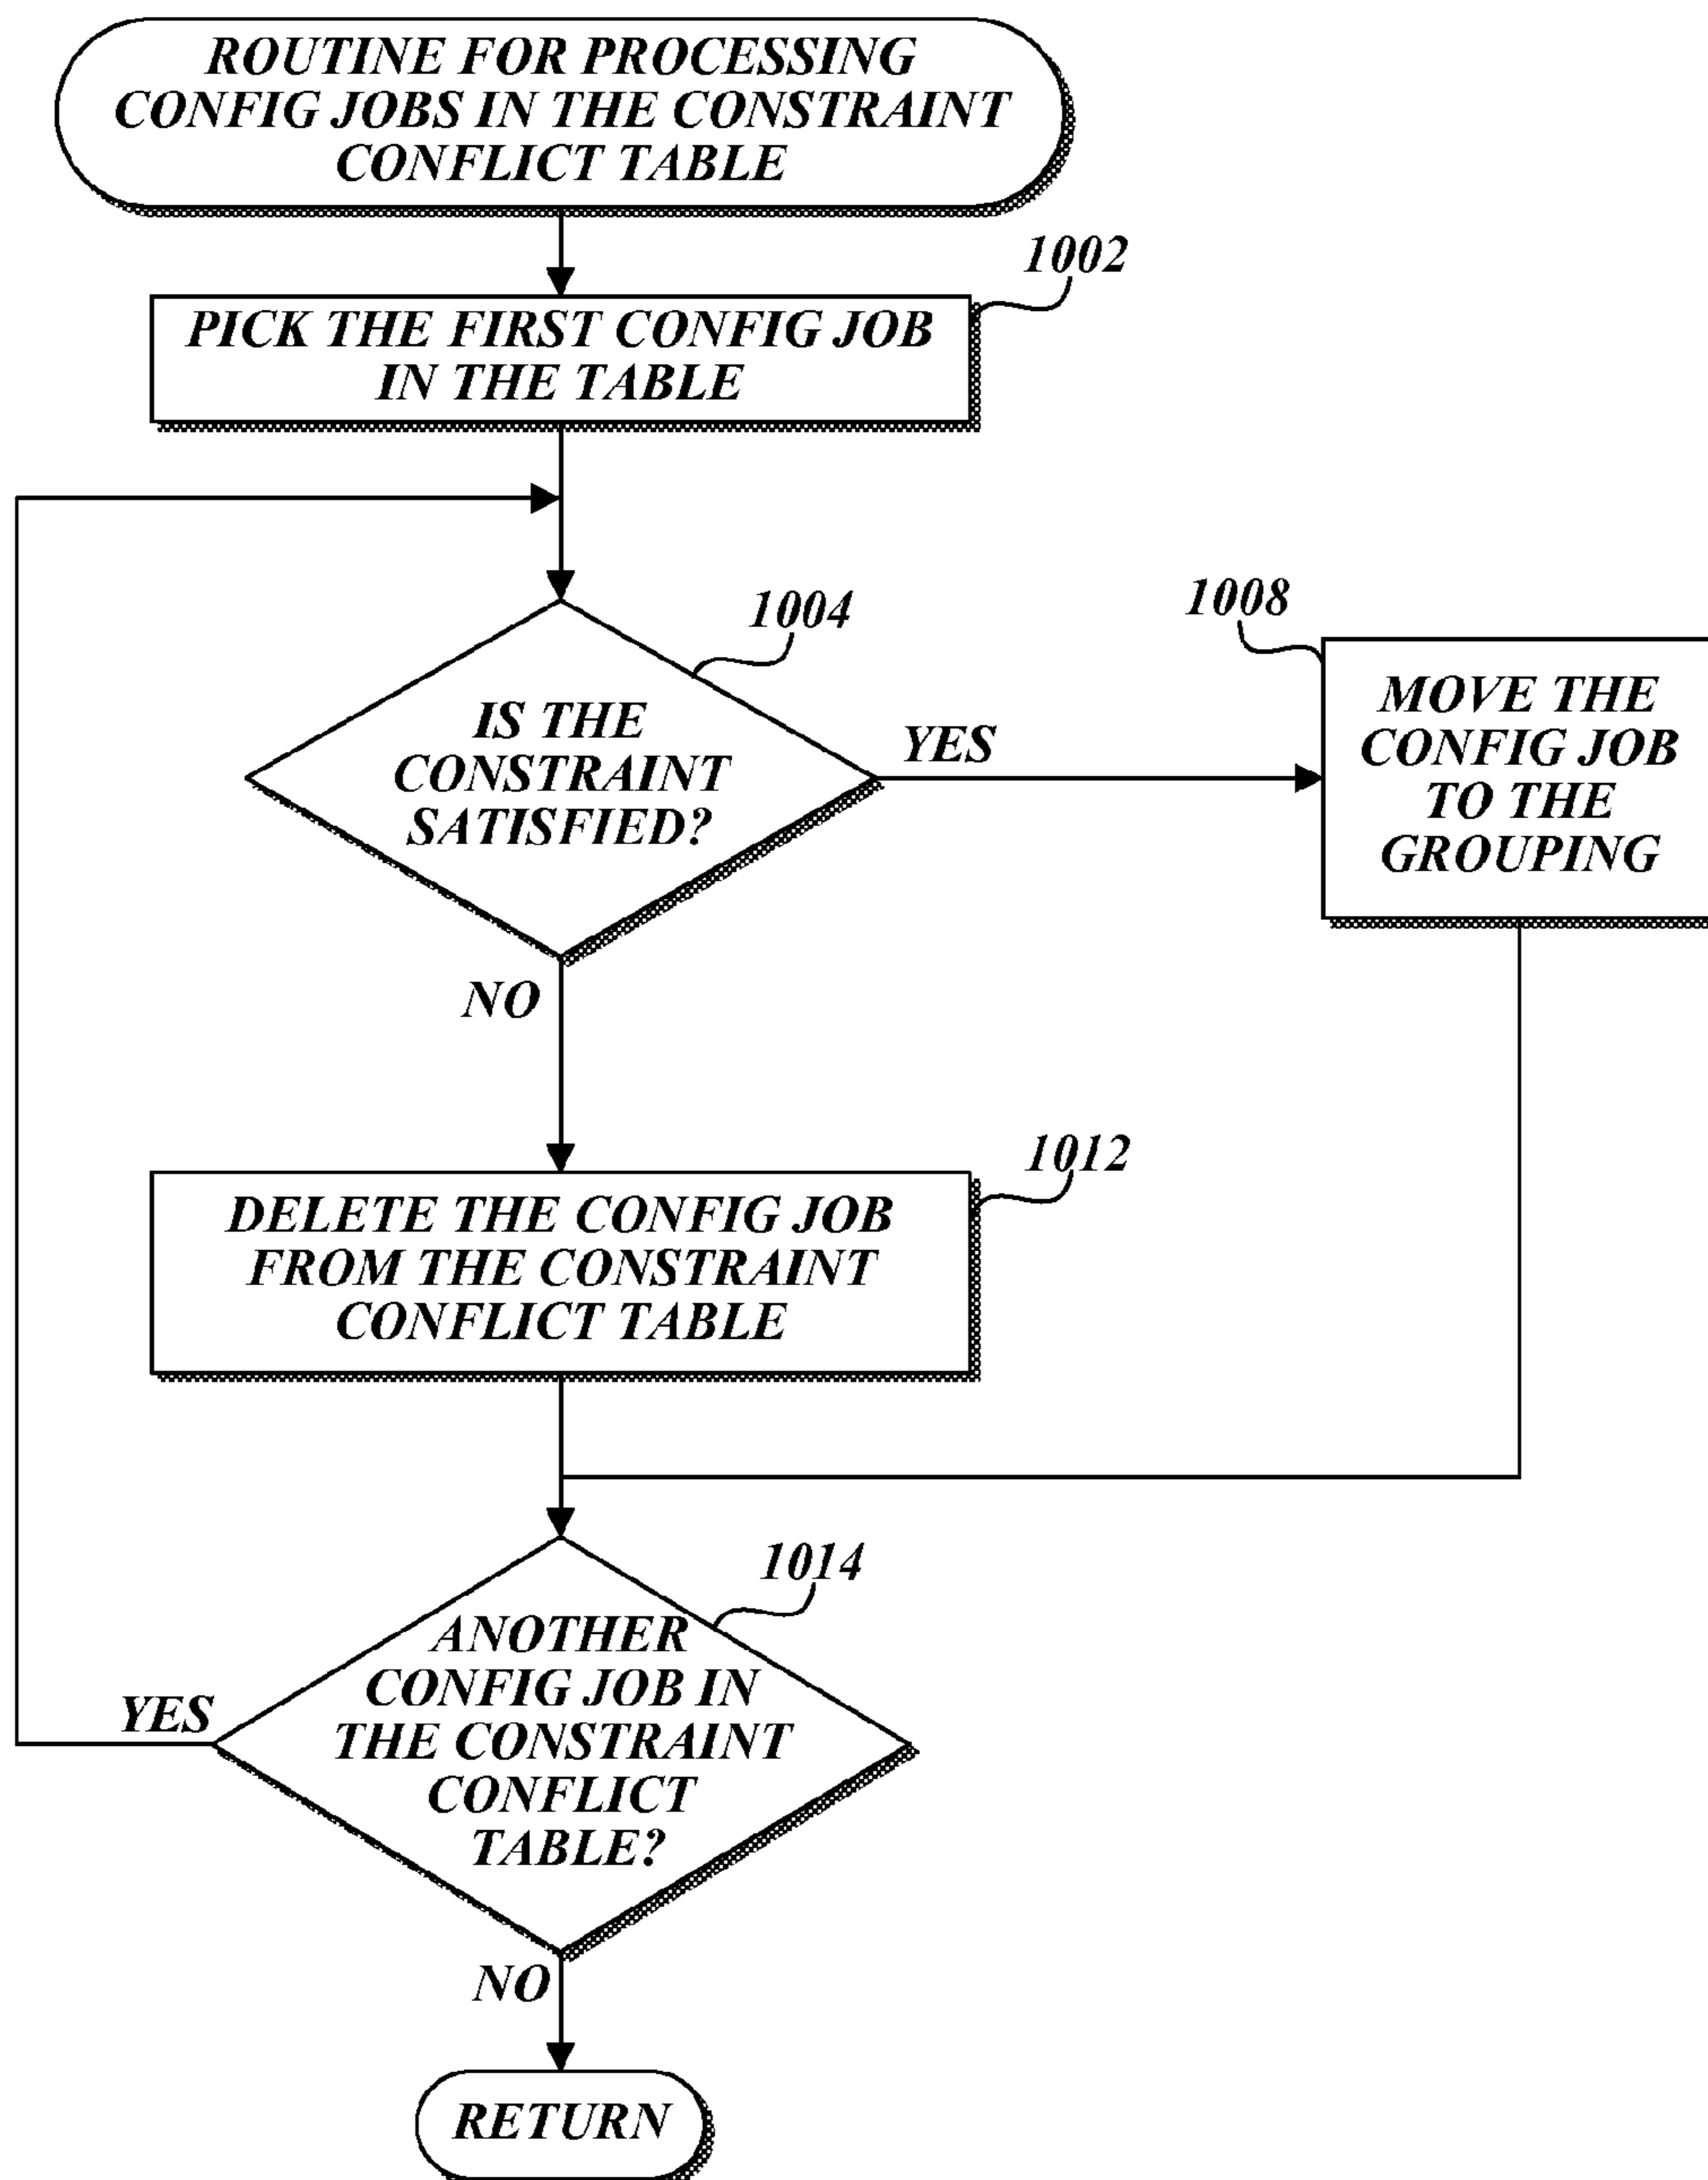 ROUTINE FOR PROCESSING
CONFIG JOBS IN THE CONSTRAINT
CONFLICT TABLE
1002
PICK THE FIRST CONFIG JOB
IN THE TABLE
1004
IS THE
CONSTRAINT
SATISFIED?
YES
1008
MOVE THE
CONFIG JOB
TO THE
GROUPING
NO
1012
DELETE THE CONFIG JOB
FROM THE CONSTRAINT
CONFLICT TABLE
1014
ANOTHER
CONFIG JOB IN
THE CONSTRAINT
CONFLICT
TABLE?
YES
NO
RETURN